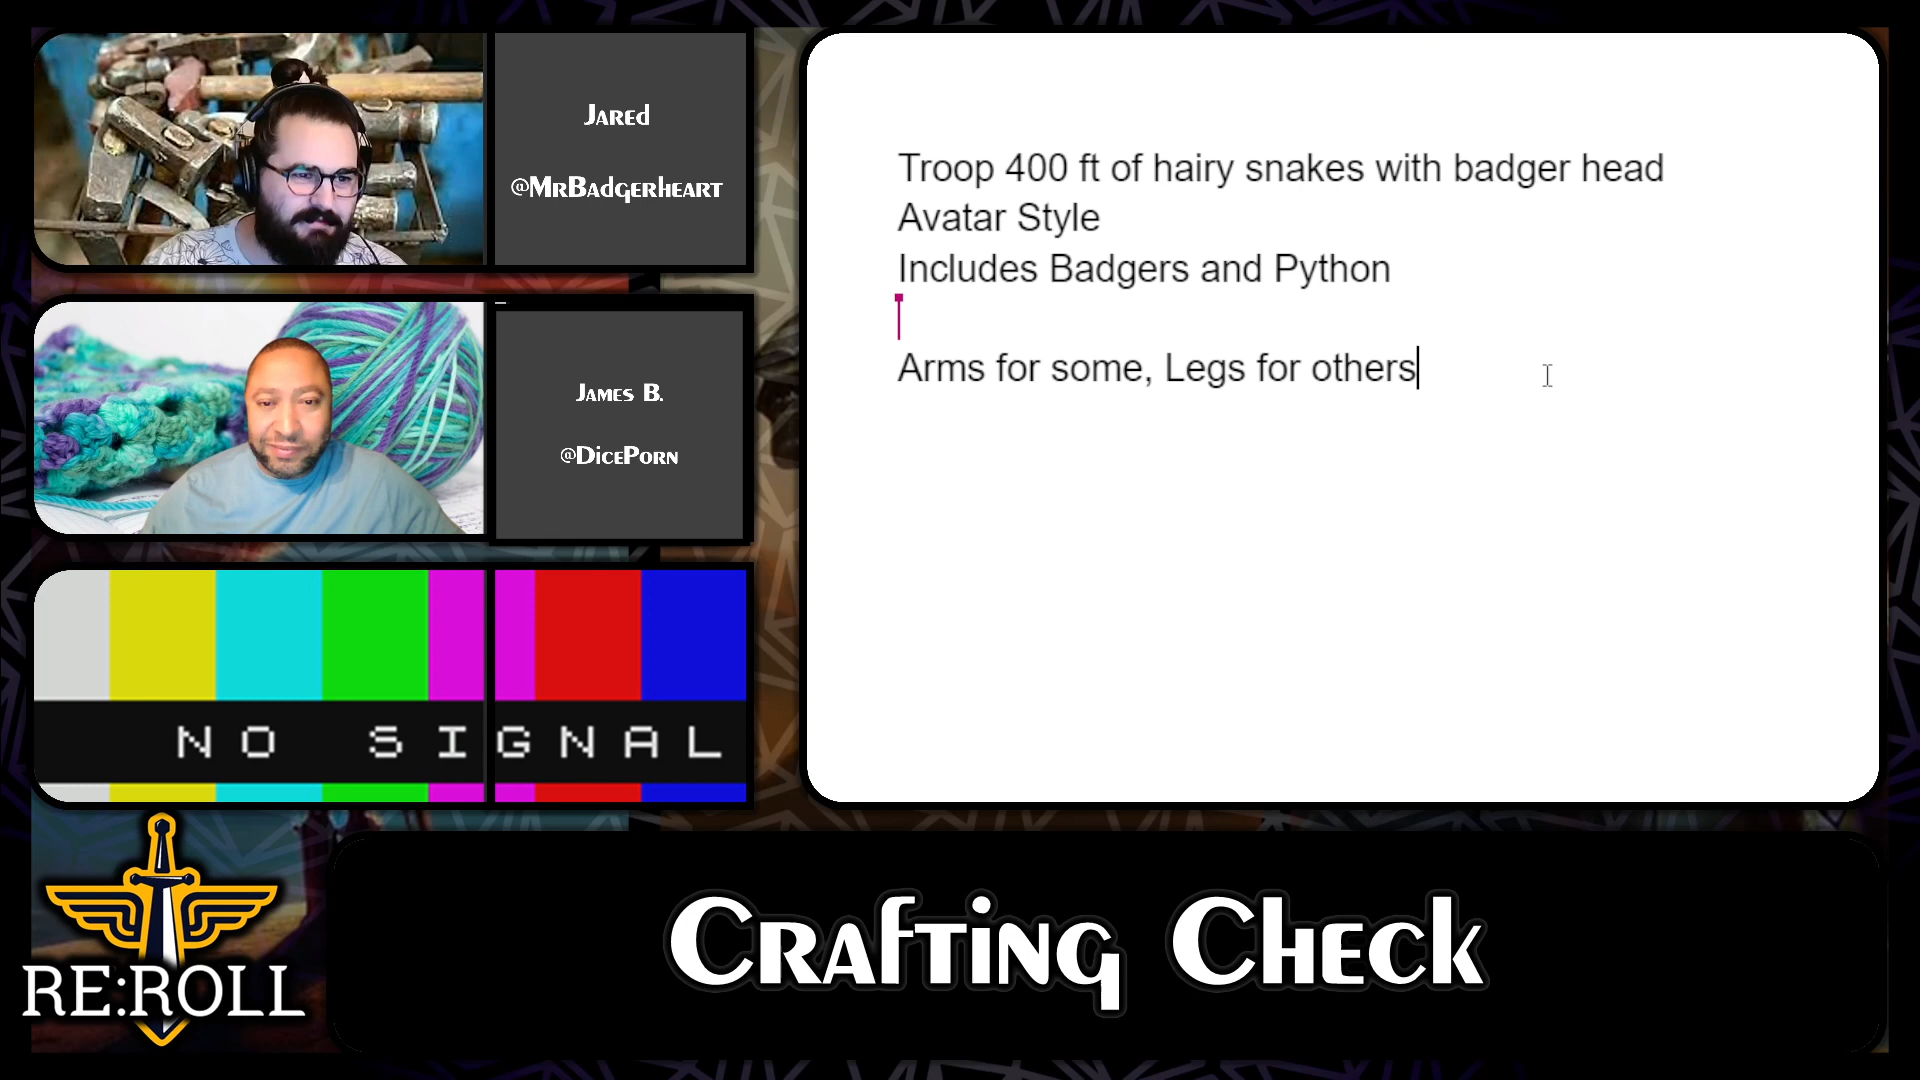 Jared
@MrBadgerheart
James B.
@DicePorn
NO SIGNAL
Troop 400 ft of hairy snakes with badger head
Avatar Style
Includes Badgers and Python
Arms for some, Legs for others
RE:ROLL
Crafting Check